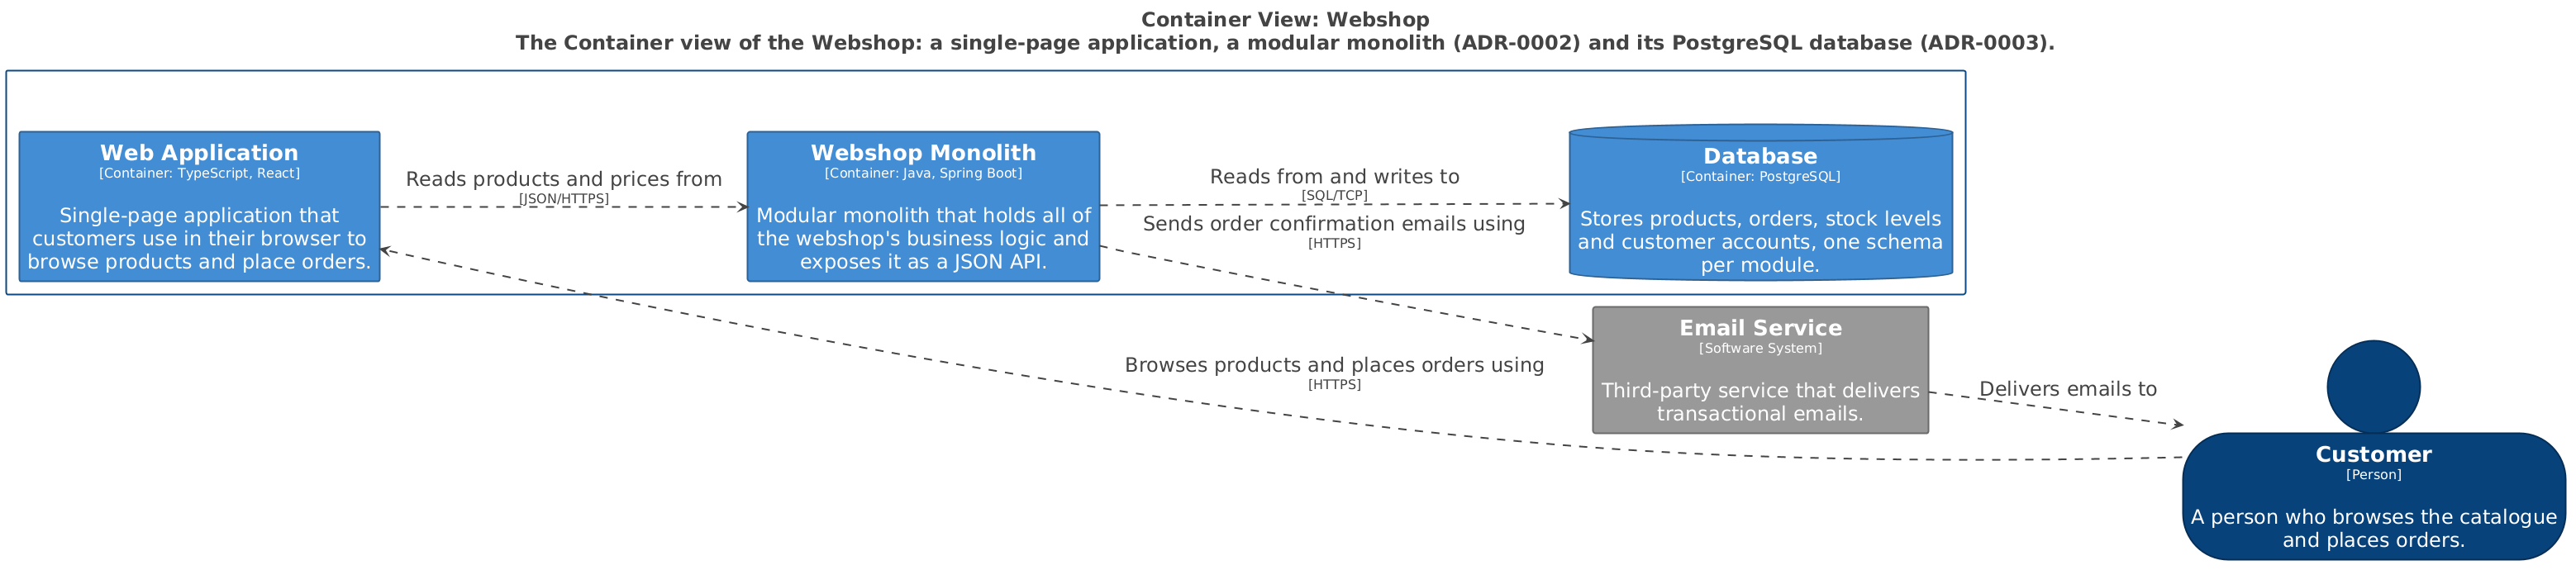 Container View: Webshop
The Container view of the Webshop: a single-page application, a modular monolith (ADR-0002) and its PostgreSQL database (ADR-0003).
Web Application
[Container: TypeScript, React]
Single-page application that
customers use in their browser to
browse products and place orders.
Reads products and prices from
[JSON/HTTPS]
Webshop Monolith
[Container: Java, Spring Boot]
Modular monolith that holds all of
the webshop's business logic and
exposes it as a JSON API.
Reads from and writes to
[SQL/TCP]
Sends order confirmation emails using
[HTTPS]
Database
[Container: PostgreSQL]
Stores products, orders, stock levels
and customer accounts, one schema
per module.
Browses products and places orders using
[HTTPS]
Email Service
[Software System]
Third-party service that delivers
transactional emails.
Delivers emails to
Customer
[Person]
A person who browses the catalogue
and places orders.